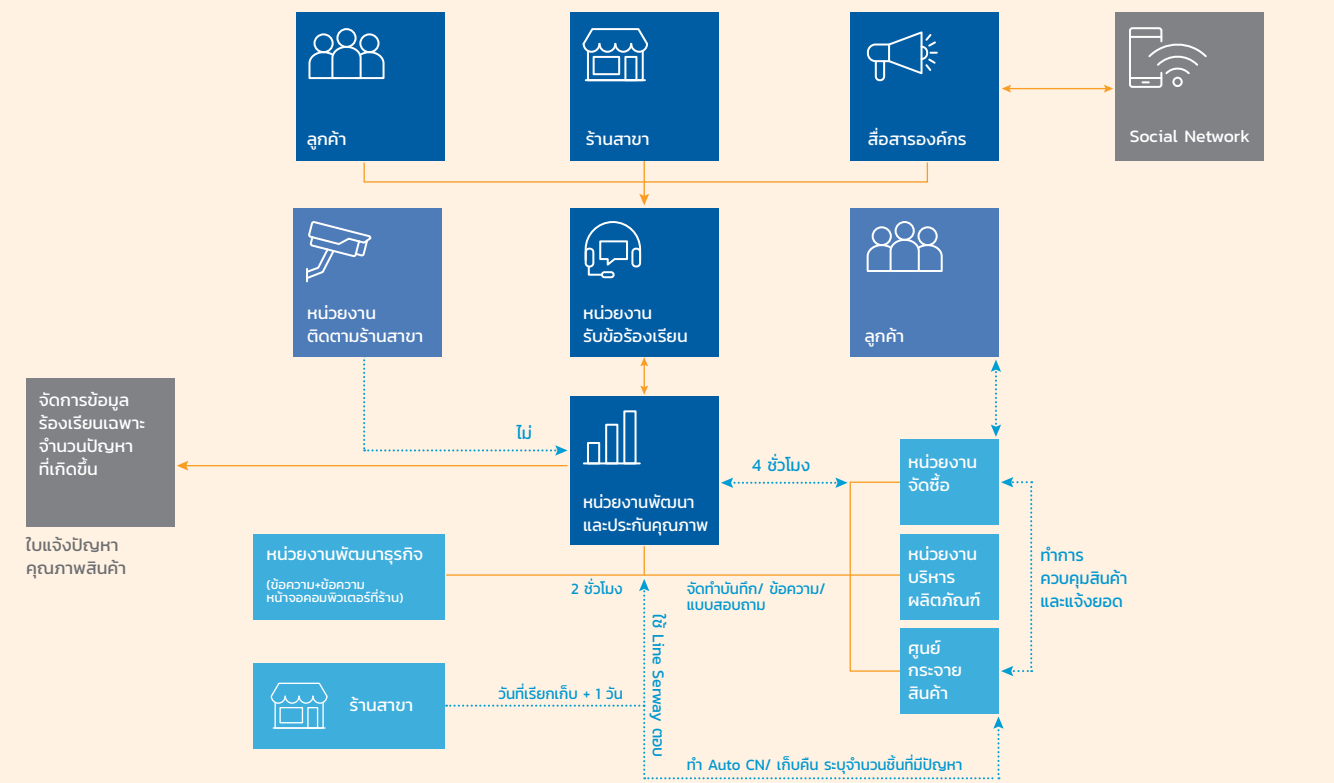 ลูกค้า
ร้านสาขา
สื่อสารองค์กร
Social Network
หน่วยงาน
ติดตามร้านสาขา
หน่วยงาน
รับข้อร้องเรียน
ลูกค้า
จัดการข้อมูล
ร้องเรียนเฉพาะ
จำนวนปัญหา
ที่เกิดขึ้น
ใบแจ้งปัญหา
คุณภาพสินค้า
ไม่
หน่วยงานพัฒนา
และประกันคุณภาพ
4 ชั่วโมง
หน่วยงาน
จัดซื้อ
หน่วยงานพัฒนาธุรกิจ
(ข้อความ+ข้อความ
หน้าจอคอมพิวเตอร์ที่ร้าน)
2 ชั่วโมง
จัดทำบันทึก/ ข้อความ/
แบบสอบถาม
หน่วยงาน
บริหาร
ผลิตภัณฑ์
ทำการ
ควบคุมสินค้า
และแจ้งยอด
ศูนย์
กระจาย
สินค้า
ร้านสาขา
วันที่เรียกเก็บ + 1 วัน
ใช้ Line Serway ตอบ
ทำ Auto CN/ เก็บคืน ระบุจำนวนชิ้นที่มีปัญหา